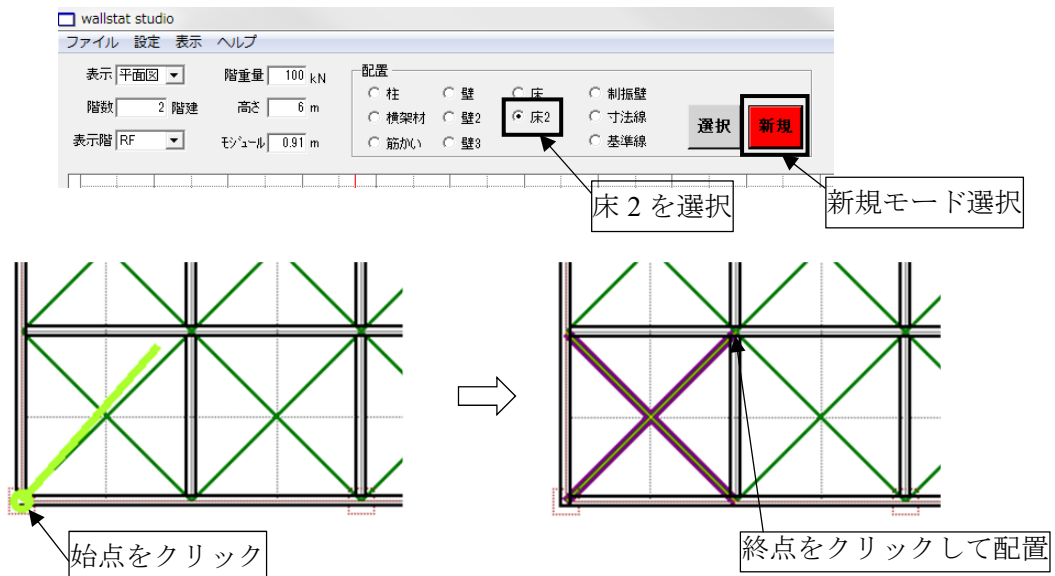 wallstat studio
ファイル 設定 表示 ヘルプ
表示 平面図 階重量 100 kN 配置
柱 壁 床 制振壁
階数 2 階建 高さ 6 m 横架材 壁2 床2 寸法線 選択 新規
表示階 RF ﾓｼﾞｭｰﾙ 0.91 m 筋かい 壁3 基準線
床 2 を選択
新規モード選択
始点をクリック
終点をクリックして配置